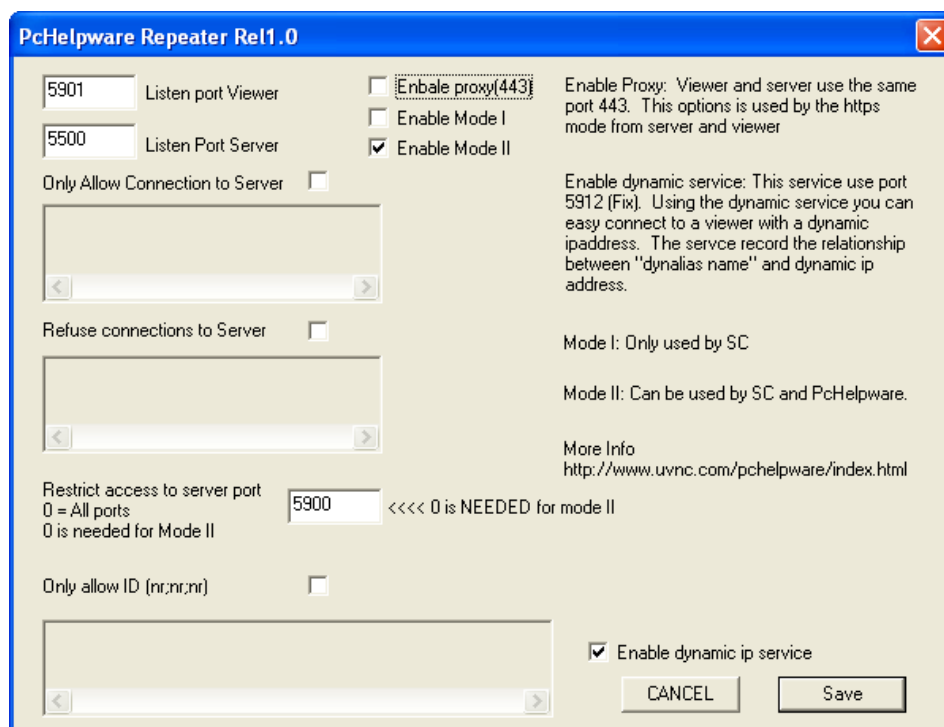 PcHelpware Repeater Rel1.0
5901 Listen port Viewer
5500 Listen Port Server
Enbale proxy(443)
Enable Mode I
Enable Mode II
Only Allow Connection to Server
Refuse connections to Server
Restrict access to server port
0 = All ports
0 is needed for Mode II
5900 <<<< 0 is NEEDED for mode II
Only allow ID (nr;nr;nr)
Enable Proxy: Viewer and server use the same
port 443. This options is used by the https
mode from server and viewer
Enable dynamic service: This service use port
5912 (Fix). Using the dynamic service you can
easy connect to a viewer with a dynamic
ipaddress. The servce record the relationship
between "dynalias name" and dynamic ip
address.
Mode I: Only used by SC
Mode II: Can be used by SC and PcHelpware.
More Info
http://www.uvnc.com/pchelpware/index.html
Enable dynamic ip service
CANCEL Save